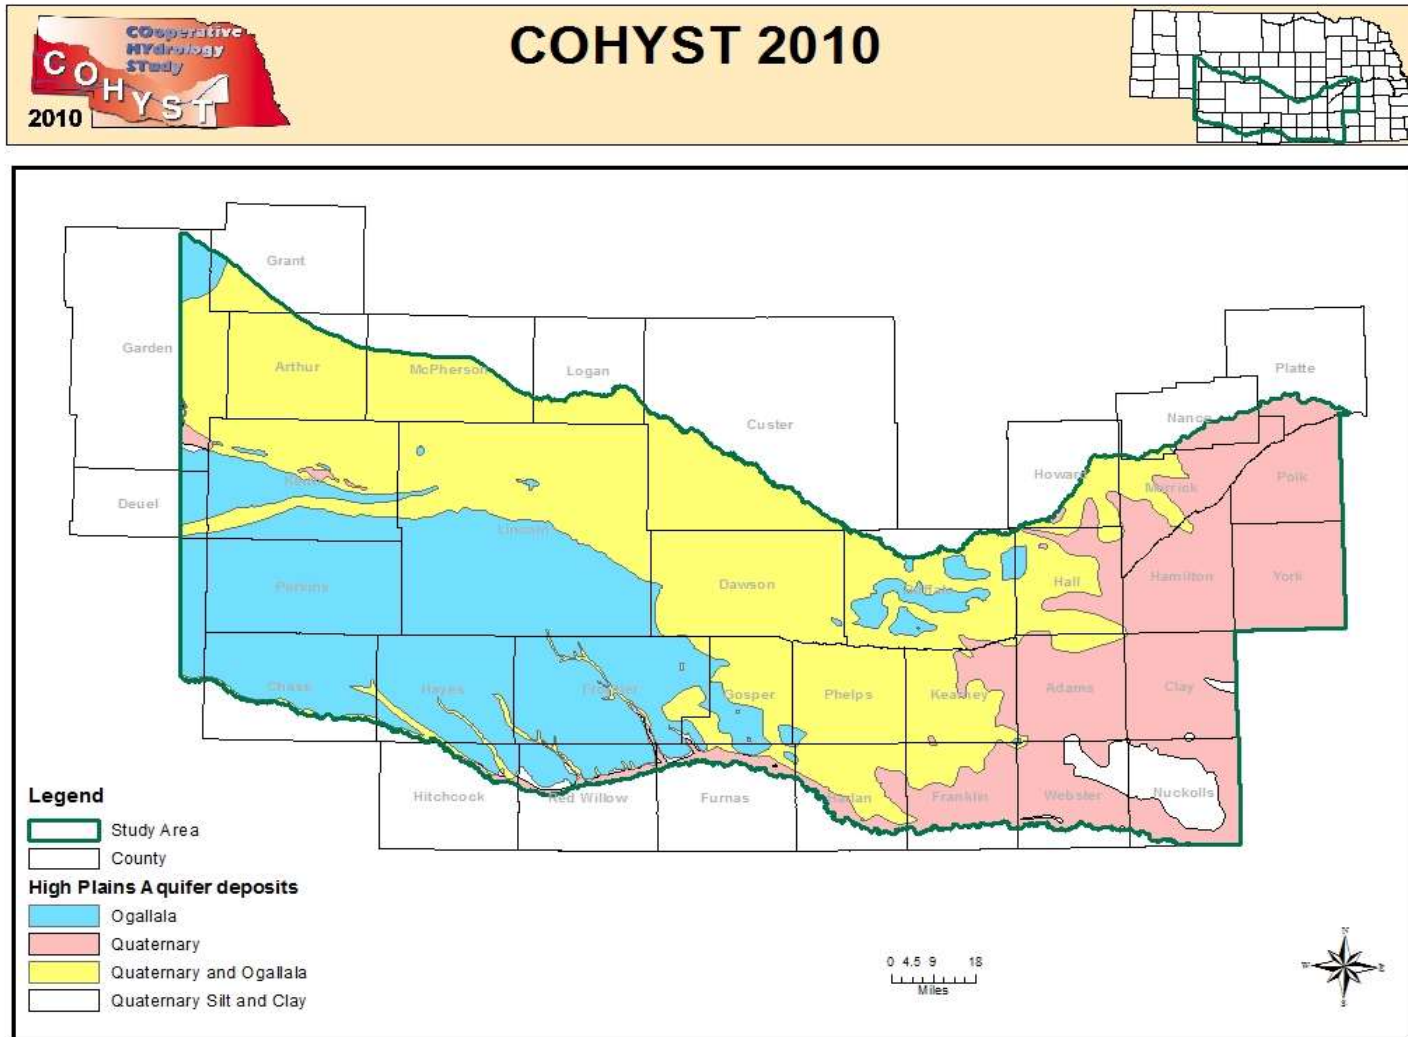 COoperative
HYdrology
STudy
COHYST
2010
COHYST 2010
Grant
Garden
Arthur
McPherson
Logan
Custer
Platte
Nance
Howard
Merrick
Polk
Keith
Deuel
Lincoln
Perkins
Dawson
Buffalo
Hall
Hamilton
York
Chase
Hayes
Frontier
Gosper
Phelps
Kearney
Adams
Clay
Hitchcock
Red Willow
Furnas
Harlan
Franklin
Webster
Nuckolls
Legend
Study Area
County
High Plains Aquifer deposits
Ogallala
Quaternary
Quaternary and Ogallala
Quaternary Silt and Clay
0 4.5 9 18
Miles
N
W
E
S